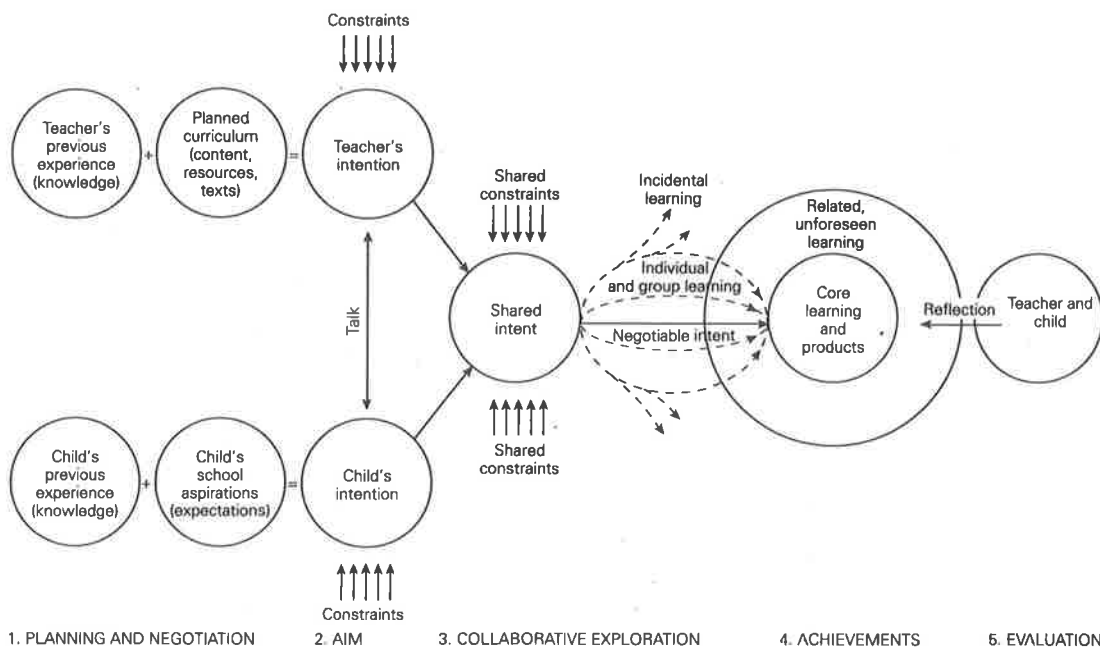 Constraints
Teacher's
previous
experience
(knowledge)
+
Planned
curriculum
(content,
resources,
texts)
=
Teacher's
intention
Shared
constraints
Incidental
learning
Related,
unforeseen
learning
Individual
and group learning
Talk
Shared
intent
Negotiable intent
Core
learning
and
products
Reflection
Teacher and
child
Shared
constraints
Child's
previous
experience
(knowledge)
+
Child's
school
aspirations
(expectations)
=
Child's
intention
Constraints
1. PLANNING AND NEGOTIATION 2. AIM 3. COLLABORATIVE EXPLORATION 4. ACHIEVEMENTS 5. EVALUATION